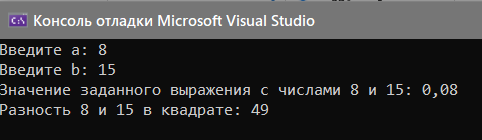 Консоль отладки Microsoft Visual Studio
Введите a: 8
Введите b: 15
Значение заданного выражения с числами 8 и 15: 0,08
Разность 8 и 15 в квадрате: 49